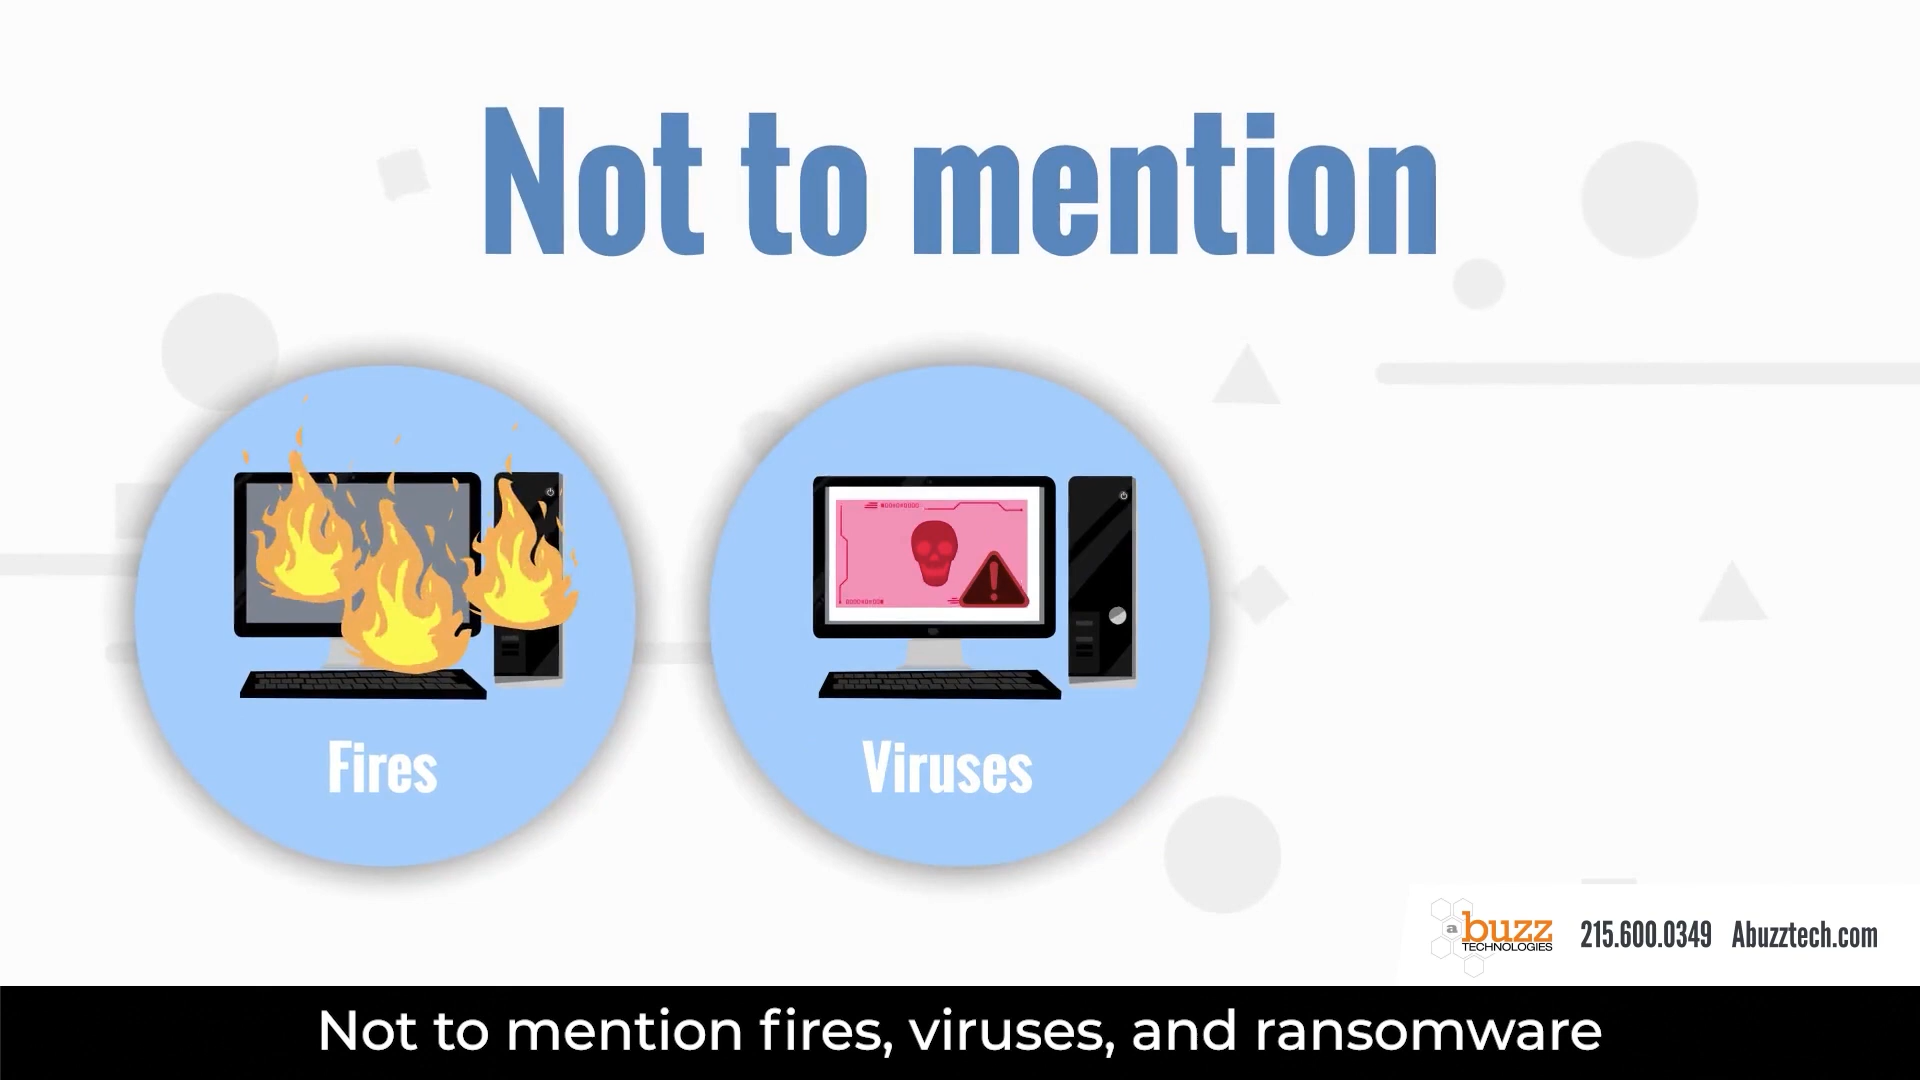 Not to mention
Fires
Viruses
a buzz
TECHNOLOGIES
215.600.0349 Abuzztech.com
Not to mention fires, viruses, and ransomware